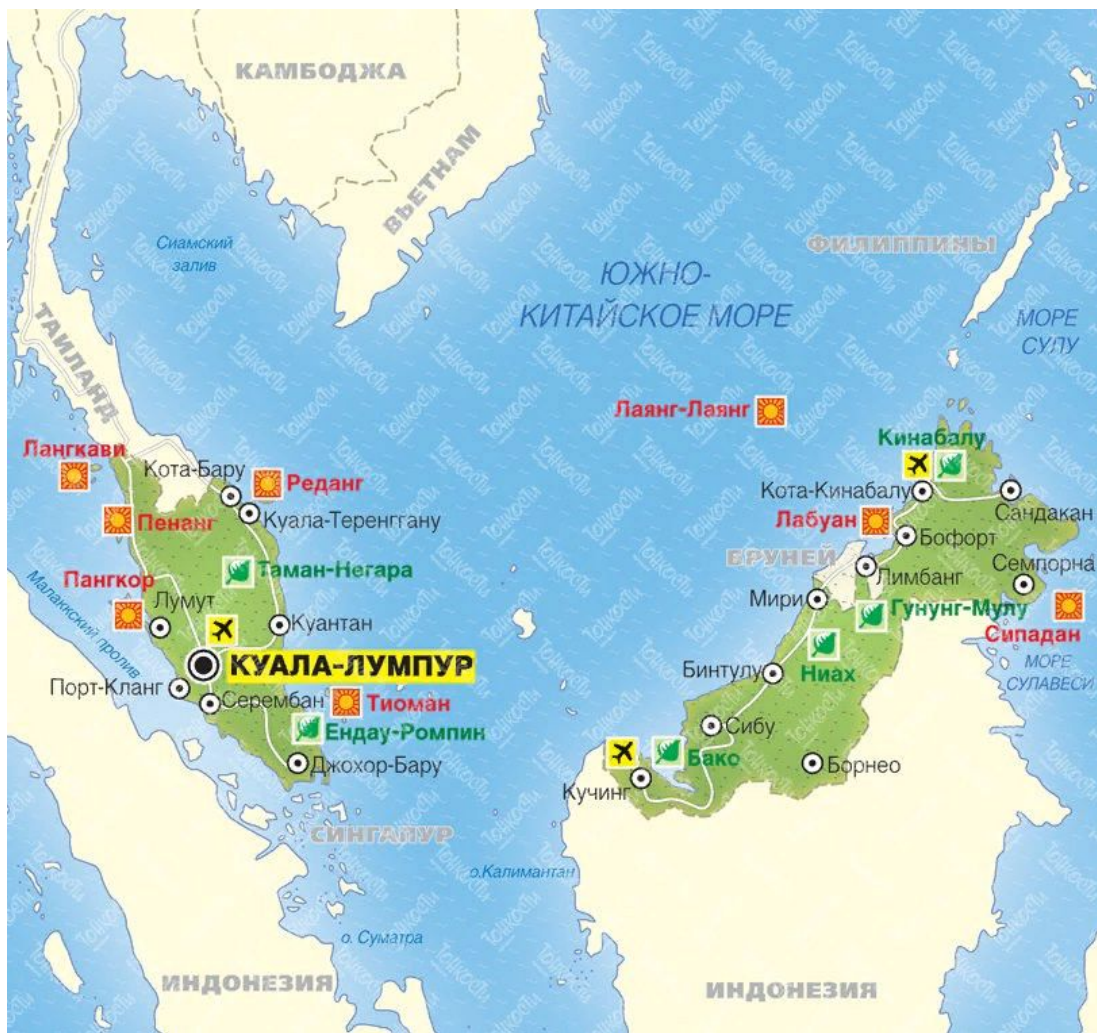 КАМБОДЖА
ВЬЕТНАМ
Сиамский
залив
ФИЛИППИНЫ
ЮЖНО-
КИТАЙСКОЕ МОРЕ
МОРЕ
СУЛУ
ТАИЛАНД
Лаянг-Лаянг
Лангкави
Кота-Бару
Реданг
Кинабалу
Кота-Кинабалу
Пенанг
Куала-Теренггану
Лабуан
Сандакан
Бофорт
БРУНЕЙ
Таман-Негара
Лимбанг
Семпорна
Пангкор
Лумут
Малаккский пролив
Куантан
Мири
Гунунг-Мулу
Сипадан
КУАЛА-ЛУМПУР
Бинтулу
Ниах
МОРЕ
СУЛАВЕСИ
Порт-Кланг
Серембан
Тиоман
Ендау-Ромпин
Сибу
Джохор-Бару
Бако
Борнео
Кучинг
СИНГАПУР
о.Калимантан
о. Суматра
ИНДОНЕЗИЯ
ИНДОНЕЗИЯ
Тонкости